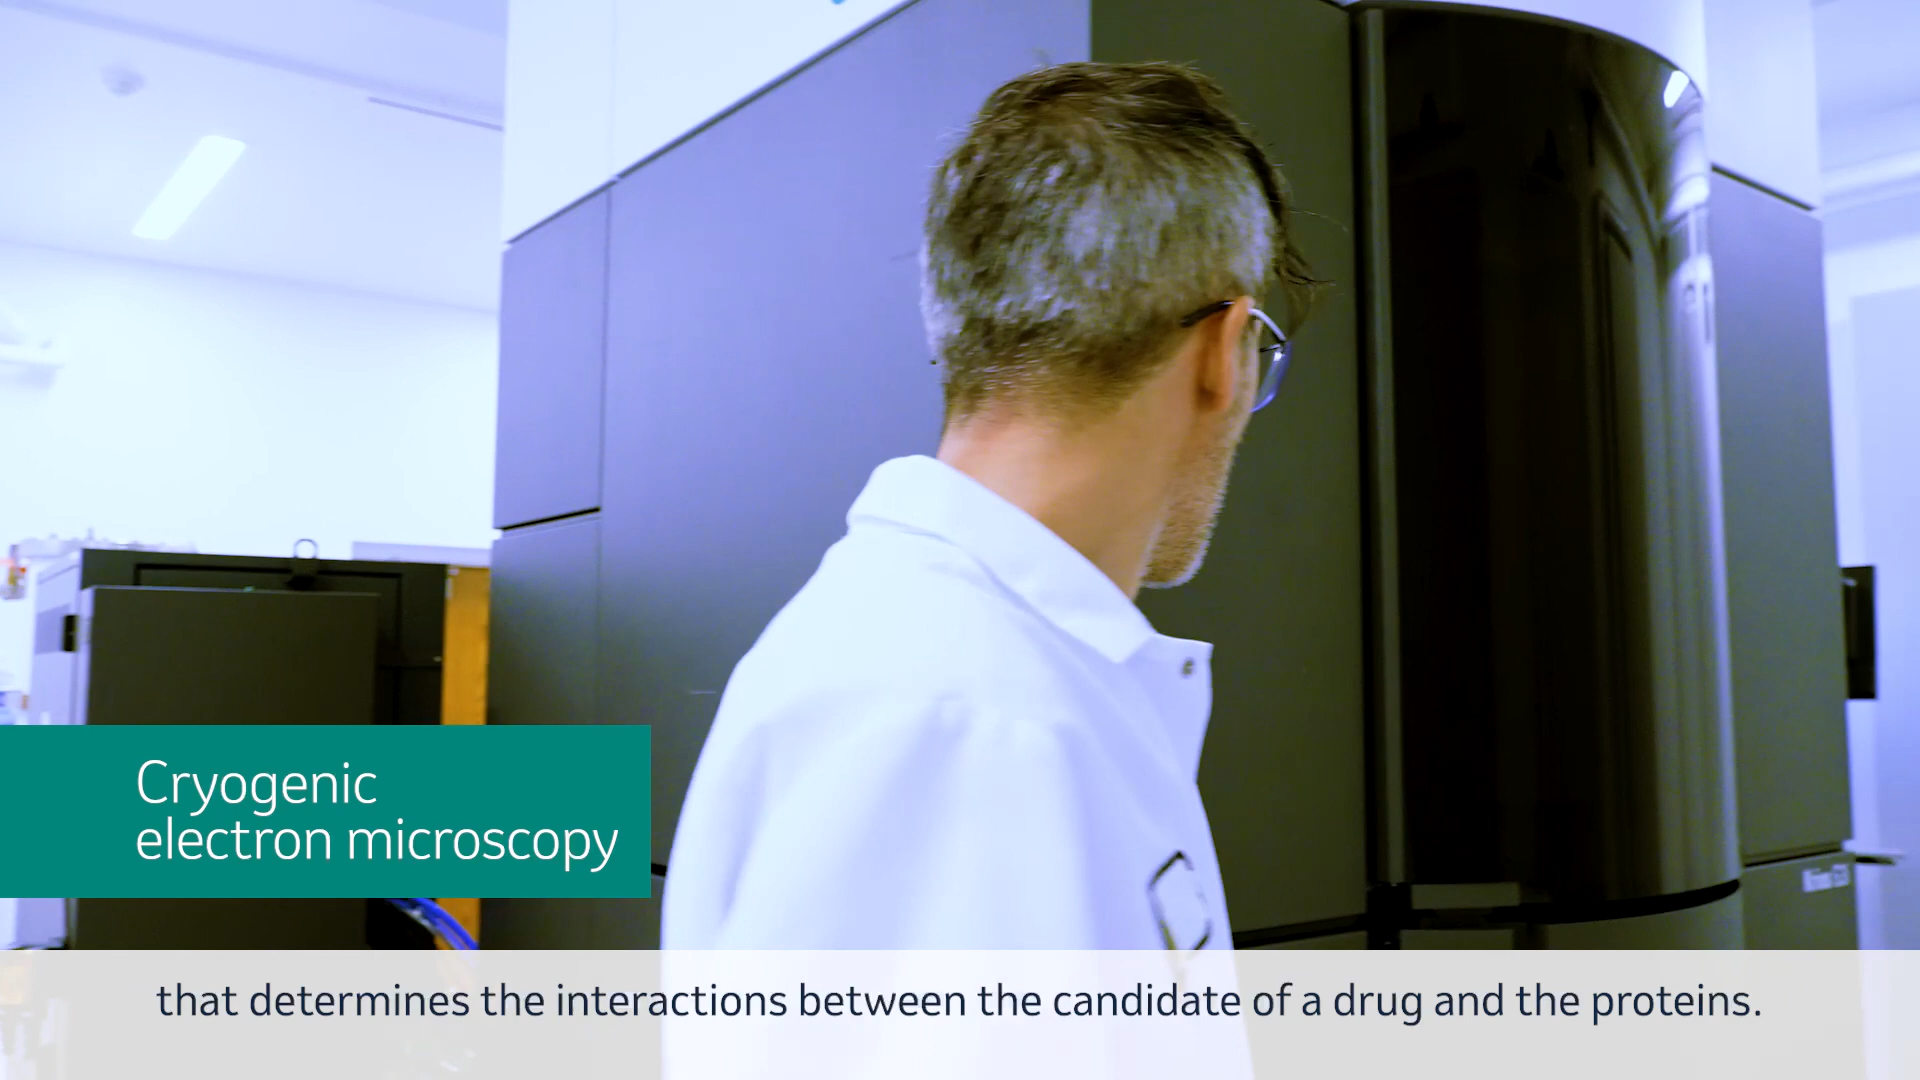 Cryogenic
electron microscopy
that determines the interactions between the candidate of a drug and the proteins.